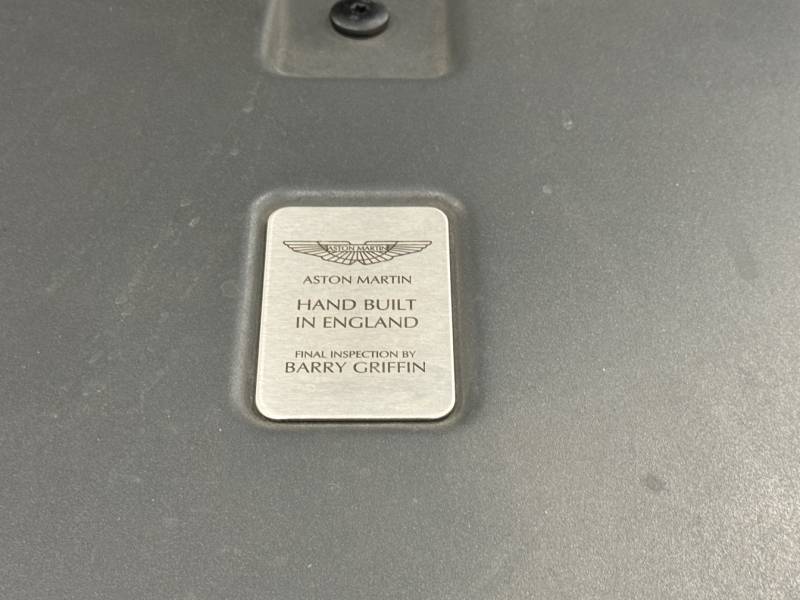 ASTON MARTIN
ASTON MARTIN
HAND BUILT
IN ENGLAND
FINAL INSPECTION BY
BARRY GRIFFIN